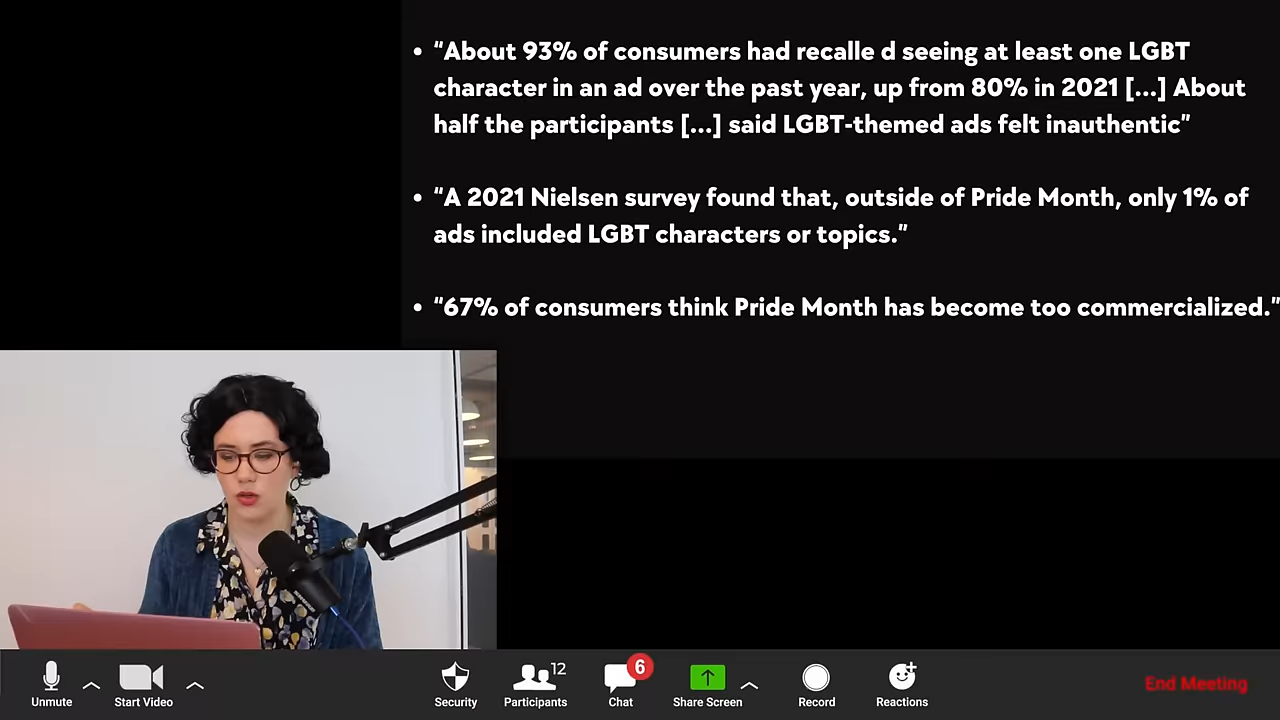 • “About 93% of consumers had recalle d seeing at least one LGBT
character in an ad over the past year, up from 80% in 2021 [...] About
half the participants [...] said LGBT-themed ads felt inauthentic”
• “A 2021 Nielsen survey found that, outside of Pride Month, only 1% of
ads included LGBT characters or topics.”
• “67% of consumers think Pride Month has become too commercialized.”
12
6
Unmute
Start Video
Security
Participants
Chat
Share Screen
Record
Reactions
End Meeting